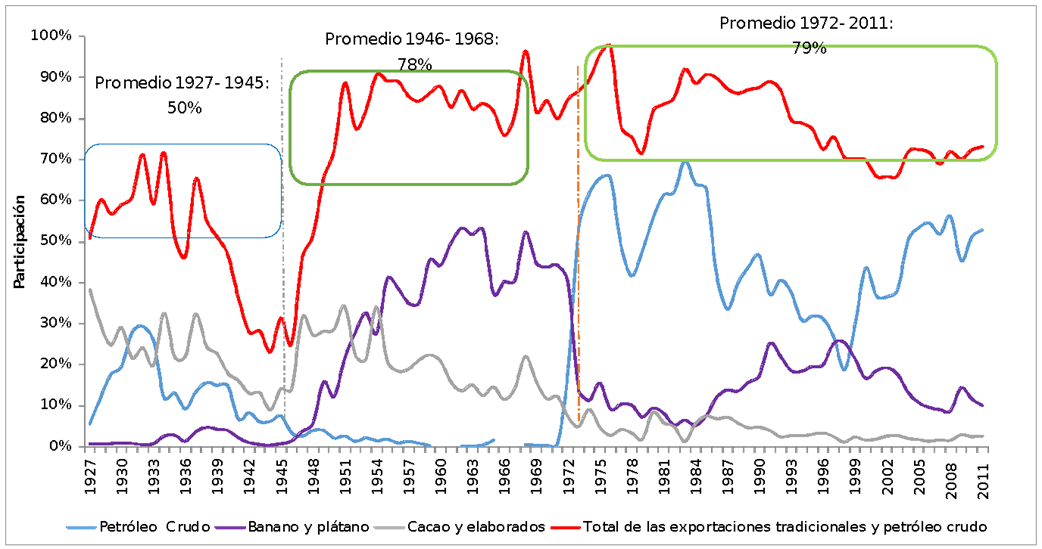 Promedio 1972- 2011:
79%
Promedio 1946- 1968:
78%
Promedio 1927- 1945:
50%
Participación
100%
90%
80%
70%
60%
50%
40%
30%
20%
10%
0%
1927 1930 1933 1936 1939 1942 1945 1948 1951 1954 1957 1960 1963 1966 1969 1972 1975 1978 1981 1984 1987 1990 1993 1996 1999 2002 2005 2008 2011
Petróleo Crudo Banano y plátano Cacao y elaborados Total de las exportaciones tradicionales y petróleo crudo